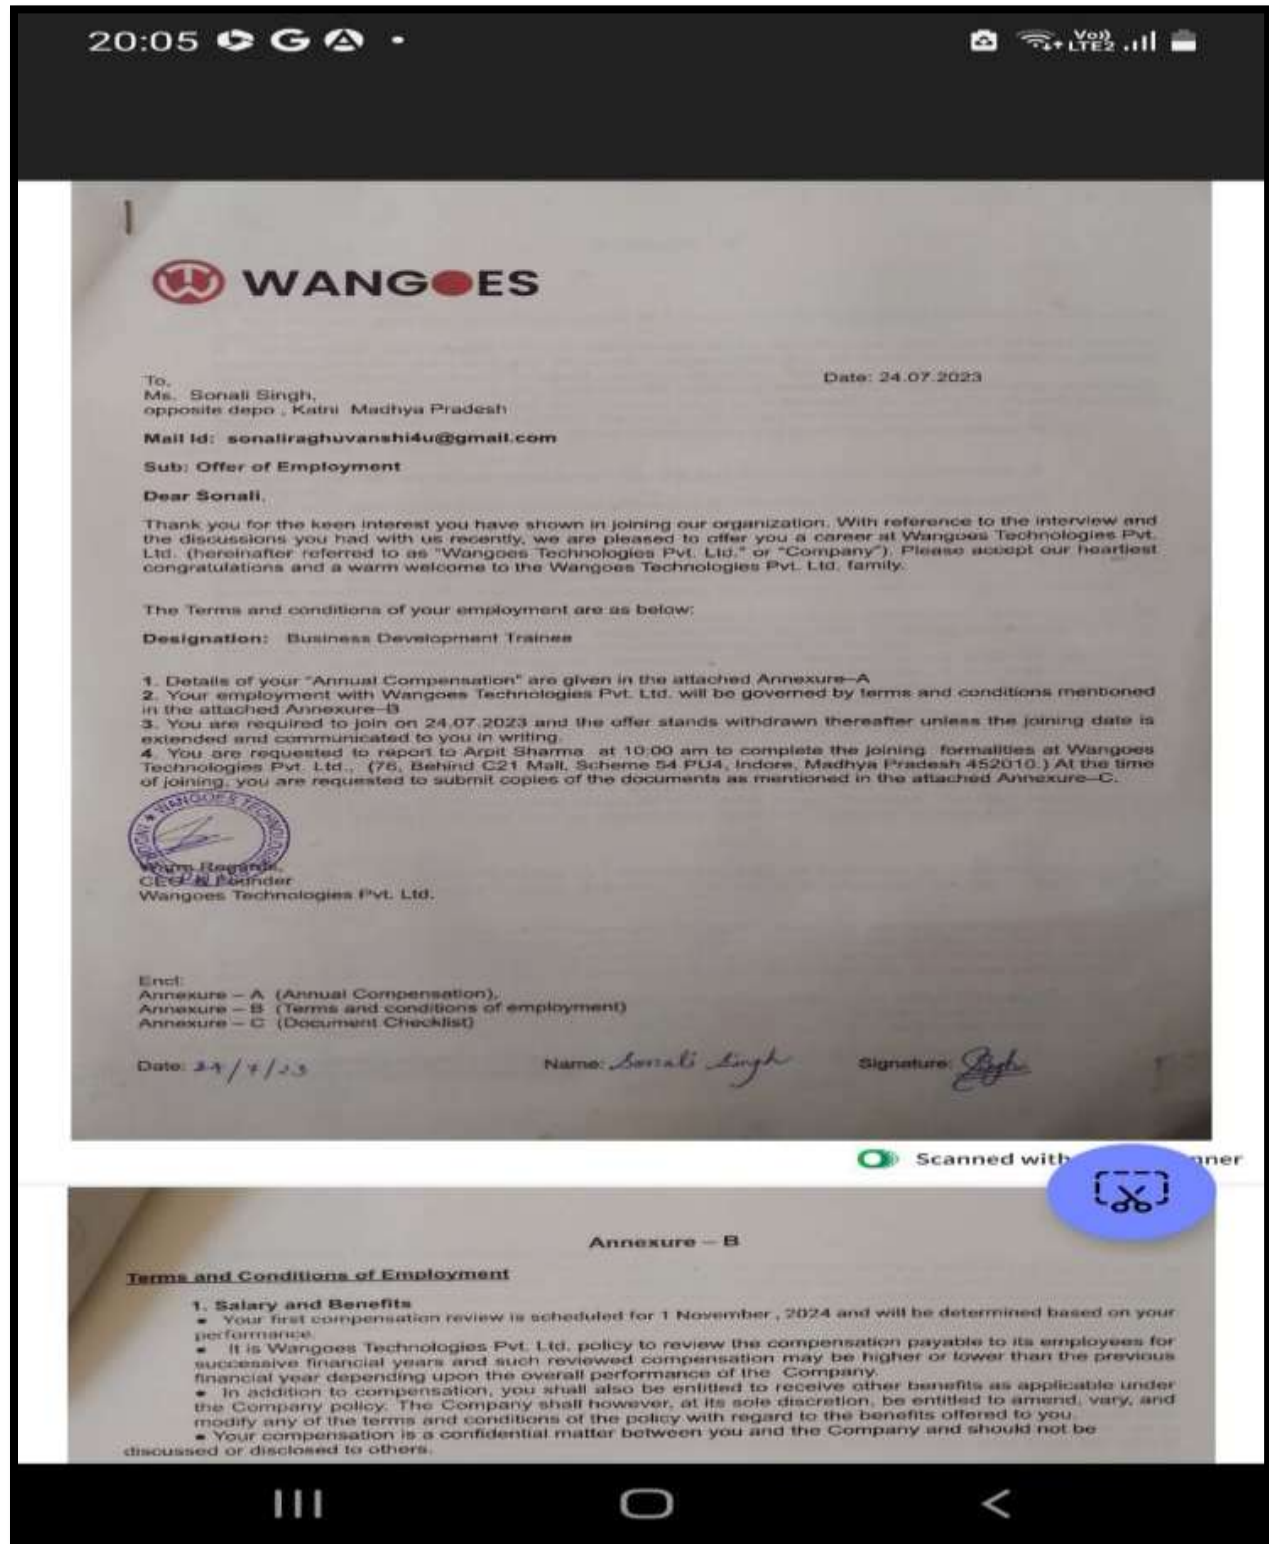 20:05
Vo)) LTE2
WANGOES
To,
Date: 24.07.2023
Ms. Sonali Singh,
opposite depo , Katni Madhya Pradesh
Mail Id: sonaliraghuvanshi4u@gmail.com
Sub: Offer of Employment
Dear Sonali,
Thank you for the keen interest you have shown in joining our organization. With reference to the interview and
the discussions you had with us recently, we are pleased to offer you a career at Wangoes Technologies Pvt.
Ltd. (hereinafter referred to as "Wangoes Technologies Pvt. Ltd." or "Company"). Please accept our heartiest
congratulations and a warm welcome to the Wangoes Technologies Pvt. Ltd. family.
The Terms and conditions of your employment are as below:
Designation: Business Development Trainee
1. Details of your "Annual Compensation" are given in the attached Annexure–A
2. Your employment with Wangoes Technologies Pvt. Ltd. will be governed by terms and conditions mentioned
in the attached Annexure–B
3. You are required to join on 24.07.2023 and the offer stands withdrawn thereafter unless the joining date is
extended and communicated to you in writing.
4. You are requested to report to Arpit Sharma at 10:00 am to complete the joining formalities at Wangoes
Technologies Pvt. Ltd., (76, Behind C21 Mall, Scheme 54 PU4, Indore, Madhya Pradesh 452010.) At the time
of joining, you are requested to submit copies of the documents as mentioned in the attached Annexure–C.
WANGOES
Warm Regards,
CEO & Founder
Wangoes Technologies Pvt. Ltd.
Encl:
Annexure – A (Annual Compensation),
Annexure – B (Terms and conditions of employment)
Annexure – C (Document Checklist)
Date: 24/7/23 Name: Sonali Singh Signature:
Scanned with
Annexure – B
Terms and Conditions of Employment
1. Salary and Benefits
• Your first compensation review is scheduled for 1 November , 2024 and will be determined based on your
performance.
• It is Wangoes Technologies Pvt. Ltd. policy to review the compensation payable to its employees for
successive financial years and such reviewed compensation may be higher or lower than the previous
financial year depending upon the overall performance of the Company.
• In addition to compensation, you shall also be entitled to receive other benefits as applicable under
the Company policy. The Company shall however, at its sole discretion, be entitled to amend, vary, and
modify any of the terms and conditions of the policy with regard to the benefits offered to you.
• Your compensation is a confidential matter between you and the Company and should not be
discussed or disclosed to others.